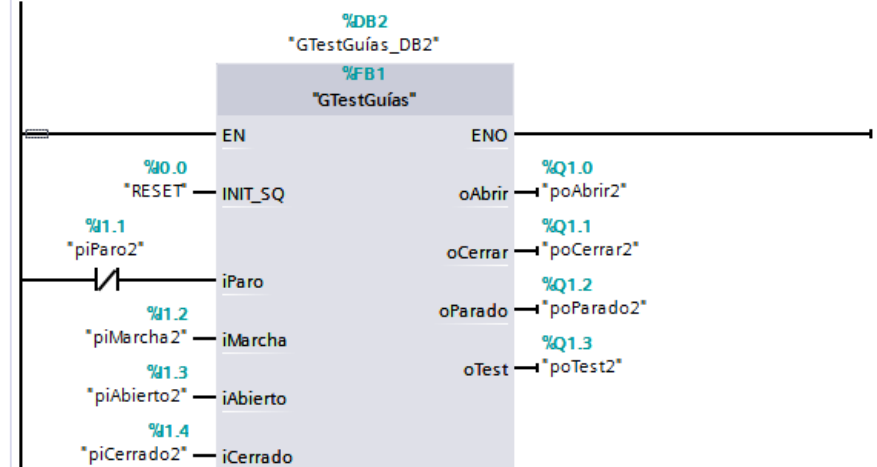 %DB2
"GTestGuías_DB2"
%FB1
"GTestGuías"
EN ENO
%I0.0
"RESET" INIT_SQ
%Q1.0
oAbrir "poAbrir2"
%I1.1
"piParo2"
iParo
%Q1.1
oCerrar "poCerrar2"
%Q1.2
oParado "poParado2"
%I1.2
"piMarcha2" iMarcha
%Q1.3
oTest "poTest2"
%I1.3
"piAbierto2" iAbierto
%I1.4
"piCerrado2" iCerrado